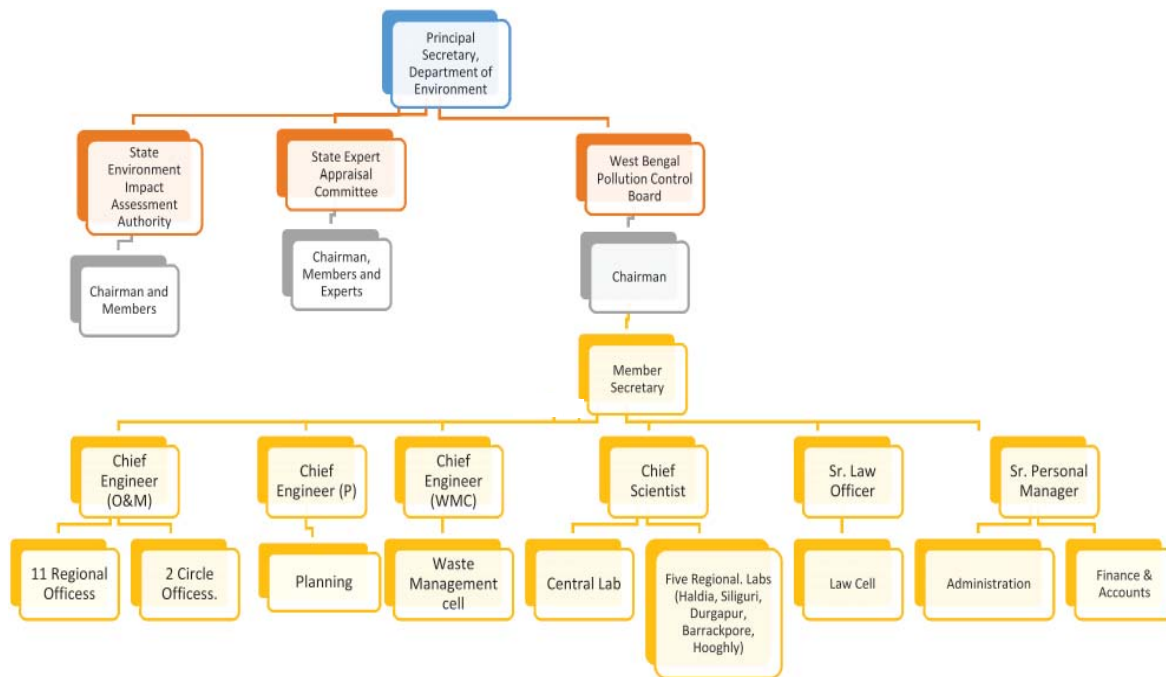 Principal
Secretary,
Department of
Environment
State
Environment
Impact
Assessment
Authority
State Expert
Appraisal
Committee
West Bengal
Pollution Control
Board
Chairman and
Members
Chairman,
Members and
Experts
Chairman
Member
Secretary
Chief
Engineer
(O&M)
Chief
Engineer (P)
Chief
Engineer
(WMC)
Chief
Scientist
Sr. Law
Officer
Sr. Personal
Manager
11 Regional
Officess
2 Circle
Officess.
Planning
Waste
Management
cell
Central Lab
Five Regional. Labs
(Haldia, Siliguri,
Durgapur,
Barrackpore,
Hooghly)
Law Cell
Administration
Finance &
Accounts